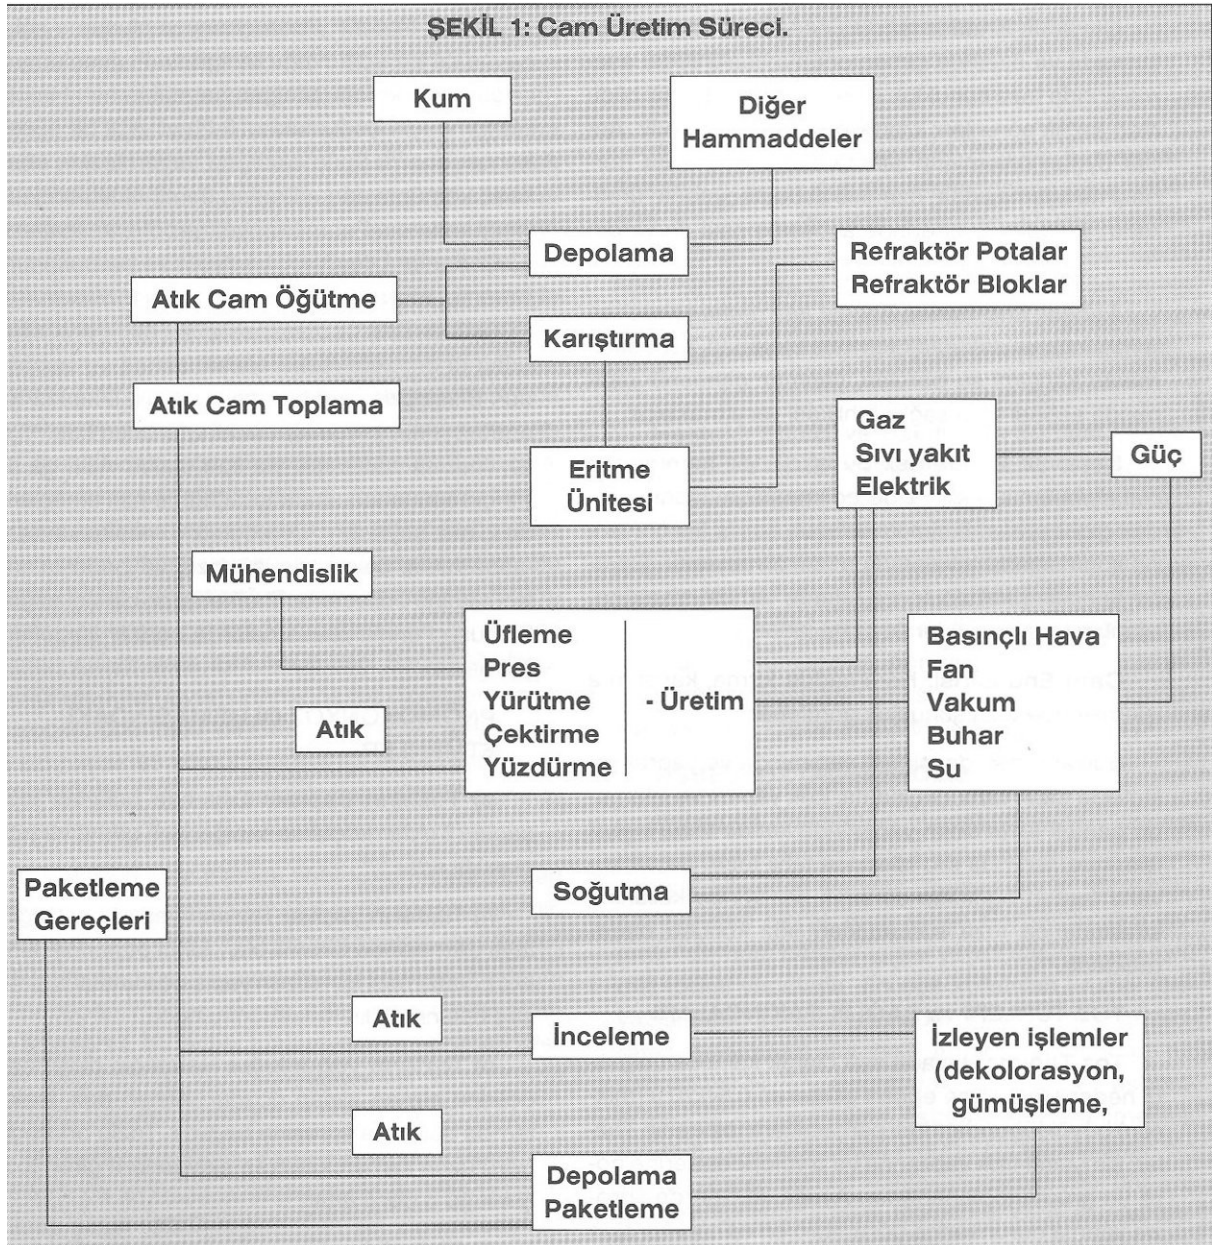 ŞEKİL 1: Cam Üretim Süreci.
Kum
Diğer
Hammaddeler
Depolama
Refraktör Potalar
Refraktör Bloklar
Atık Cam Öğütme
Karıştırma
Atık Cam Toplama
Gaz
Sıvı yakıt
Elektrik
Güç
Eritme
Ünitesi
Mühendislik
Üfleme
Pres
Yürütme
Çektirme
Yüzdürme
- Üretim
Basınçlı Hava
Fan
Vakum
Buhar
Su
Atık
Paketleme
Gereçleri
Soğutma
Atık
İnceleme
İzleyen işlemler
(dekolorasyon,
gümüşleme,
Atık
Depolama
Paketleme